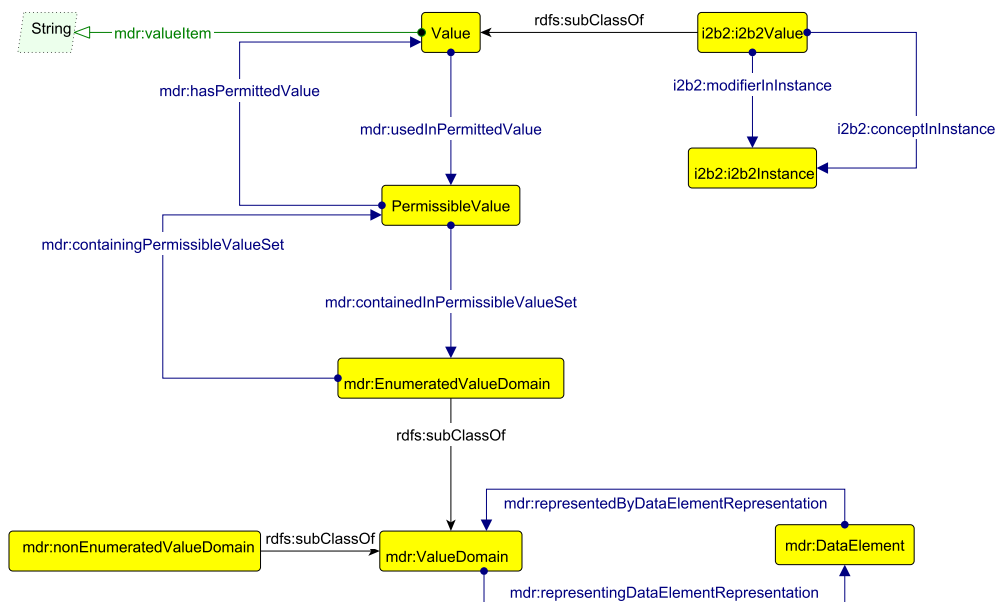 String
mdr:valueItem
Value
rdfs:subClassOf
i2b2:i2b2Value
mdr:hasPermittedValue
i2b2:modifierInInstance
mdr:usedInPermittedValue
i2b2:conceptInInstance
i2b2:i2b2Instance
PermissibleValue
mdr:containingPermissibleValueSet
mdr:containedInPermissibleValueSet
mdr:EnumeratedValueDomain
rdfs:subClassOf
mdr:representedByDataElementRepresentation
mdr:nonEnumeratedValueDomain
rdfs:subClassOf
mdr:ValueDomain
mdr:DataElement
mdr:representingDataElementRepresentation